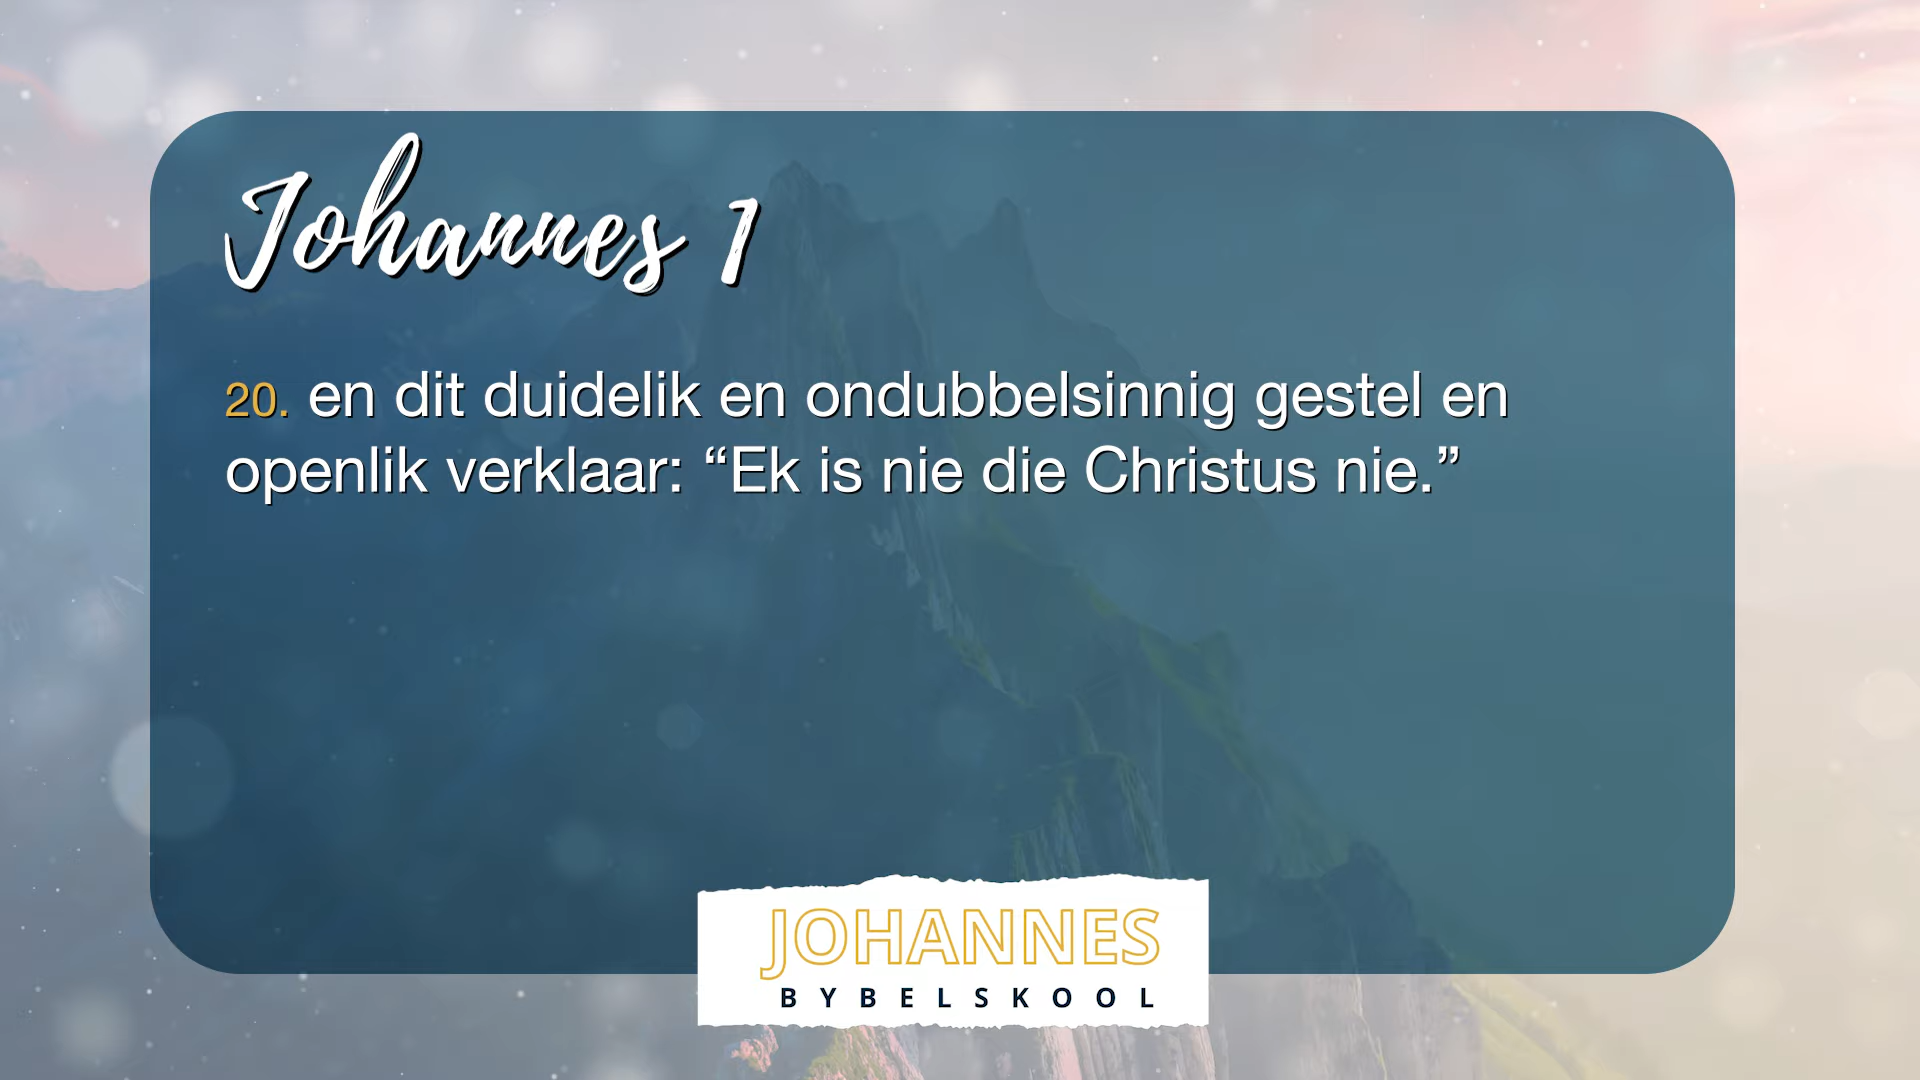 Johannes 1
20. en dit duidelik en ondubbelsinnig gestel en
openlik verklaar: “Ek is nie die Christus nie.”
JOHANNES
BYBELSKOOL